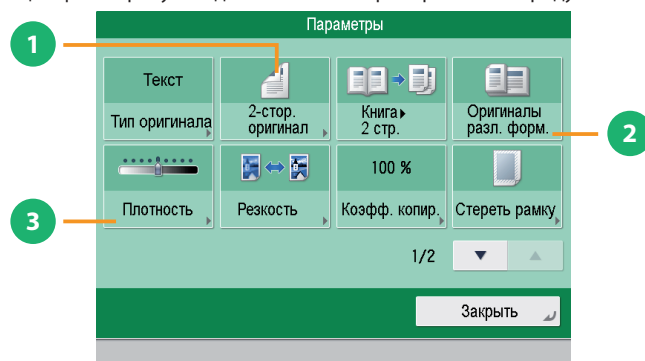 Параметры
1
Текст
Тип оригинала
2-стор.
оригинал
Книга▸
2 стр.
Оригиналы
разл. форм.
2
3
Плотность
Резкость
100 %
Коэфф. копир.
Стереть рамку
1/2
Закрыть